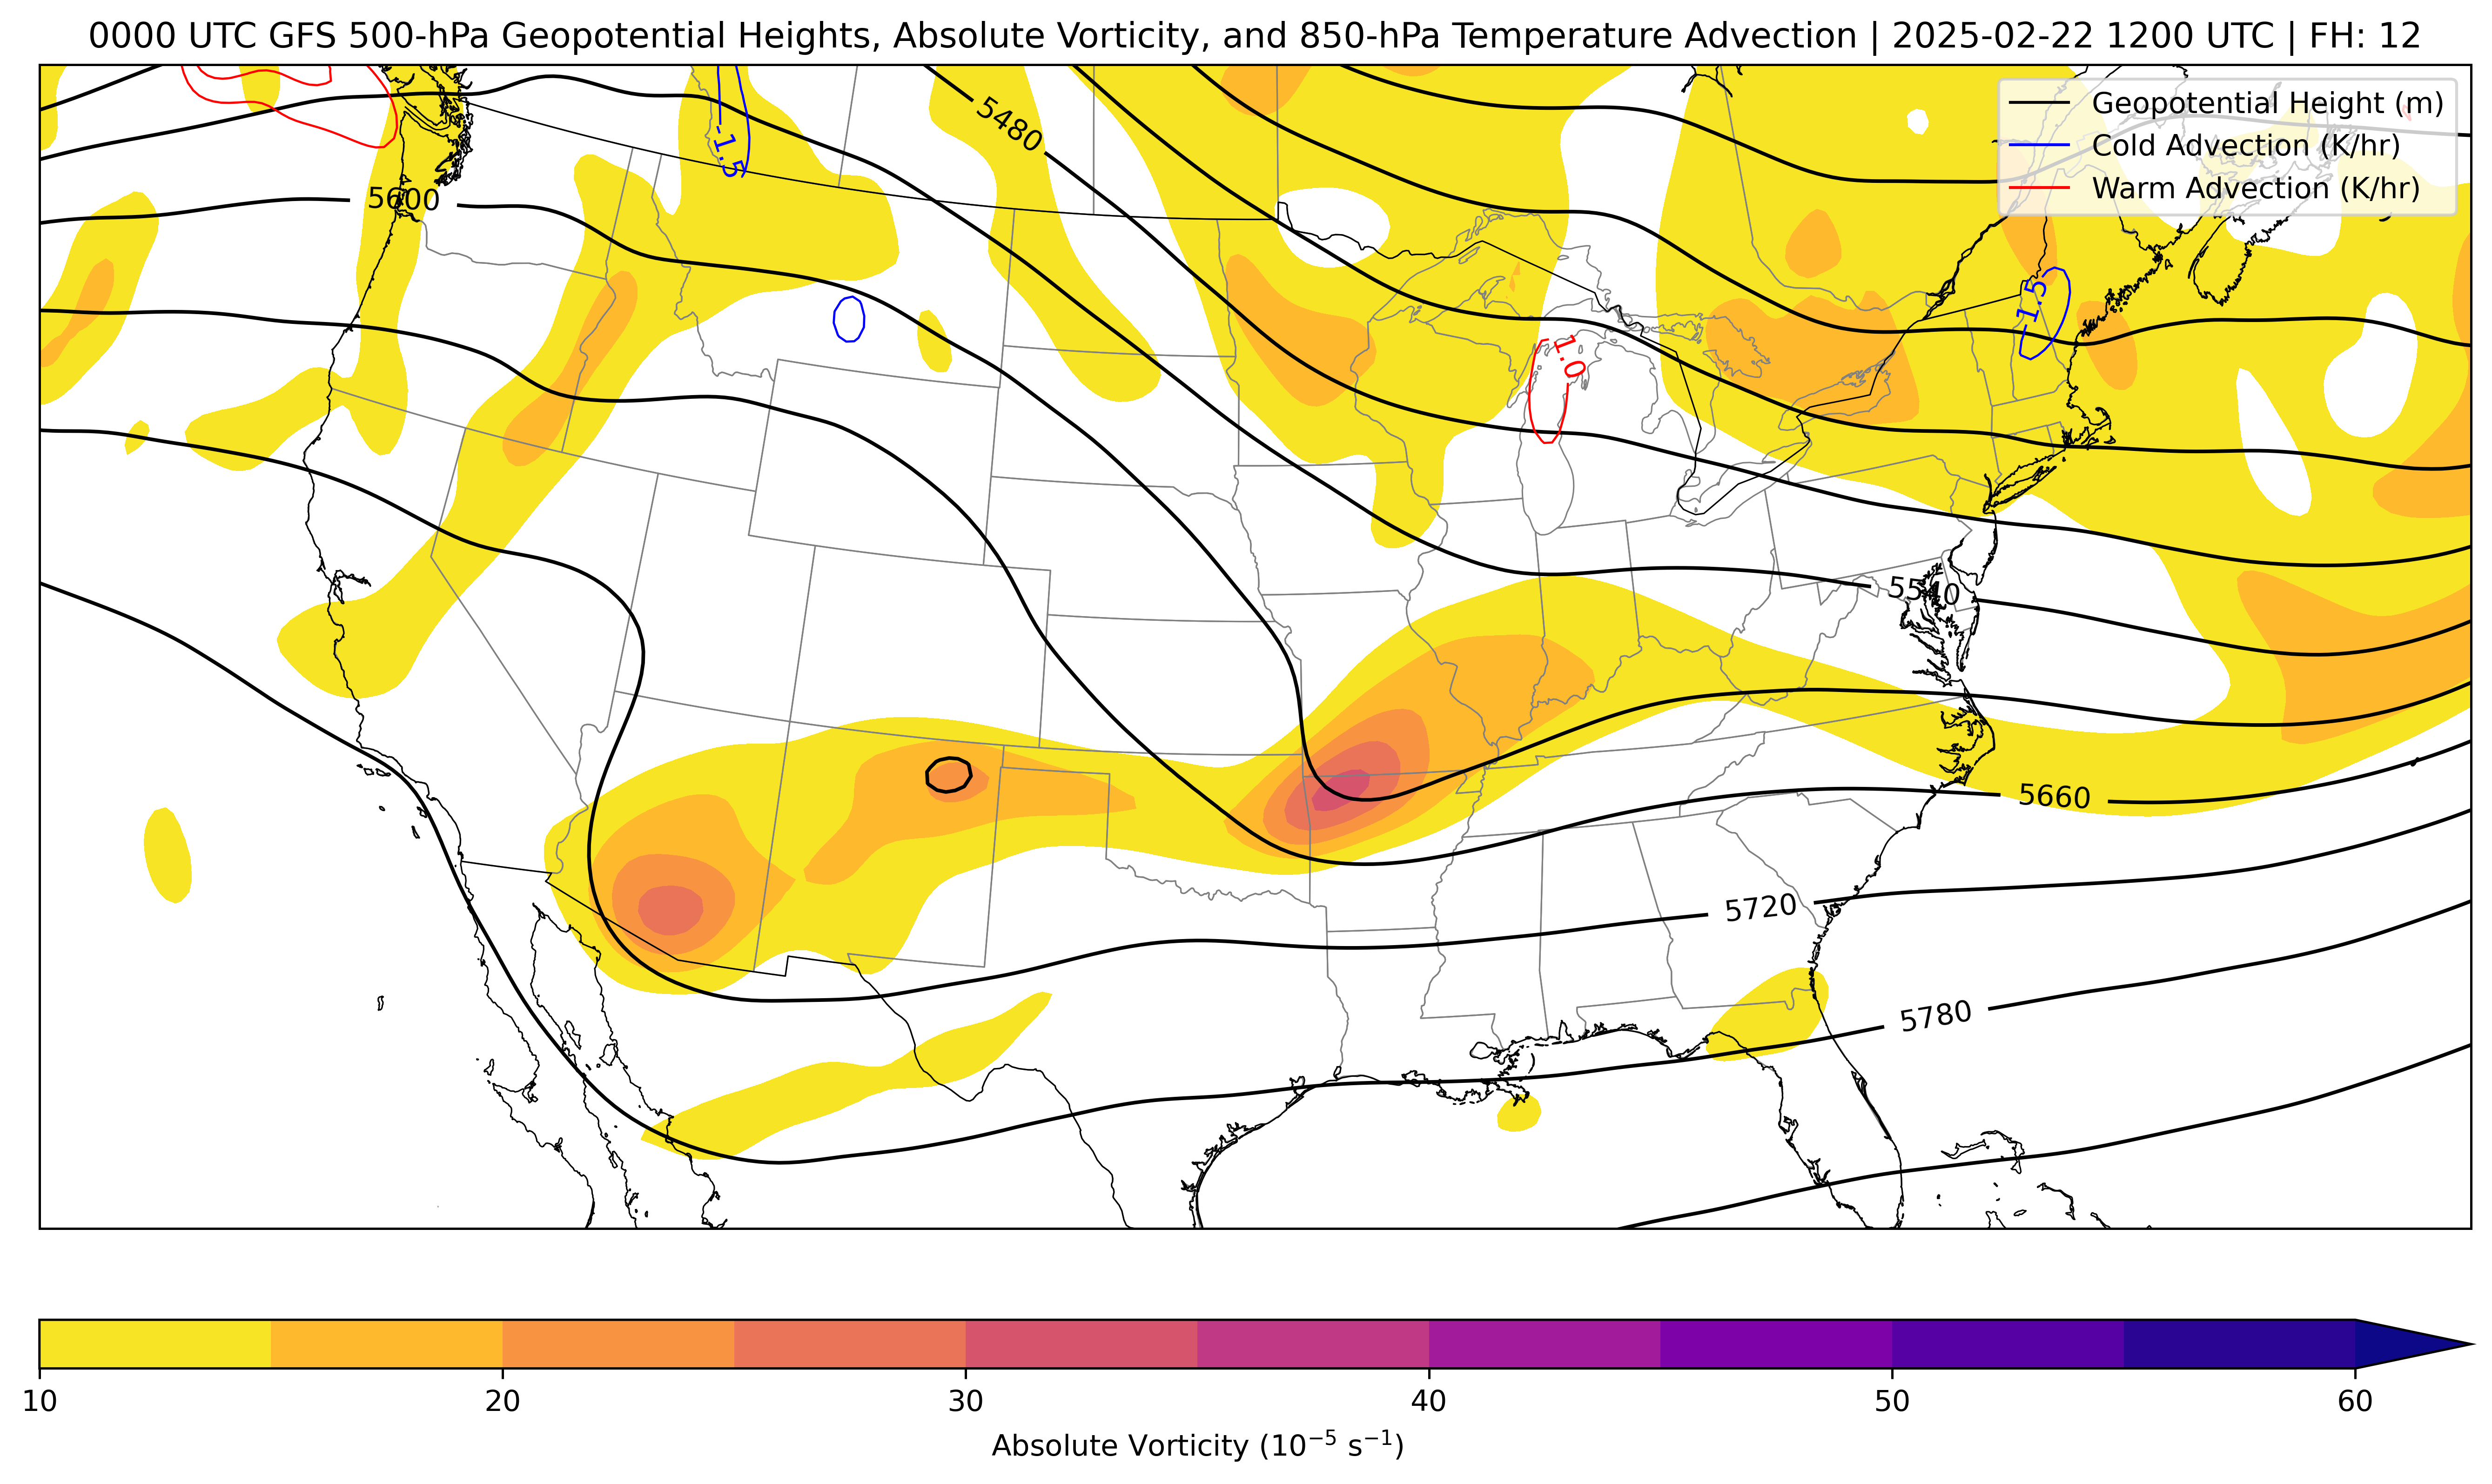 0000 UTC GFS 500-hPa Geopotential Heights, Absolute Vorticity, and 850-hPa Temperature Advection | 2025-02-22 1200 UTC | FH: 12
Geopotential Height (m)
Cold Advection (K/hr)
Warm Advection (K/hr)
5480
-1.5
5600
-1.5
1.0
5540
5660
5720
5780
10 20 30 40 50 60
Absolute Vorticity (10⁻⁵ s⁻¹)